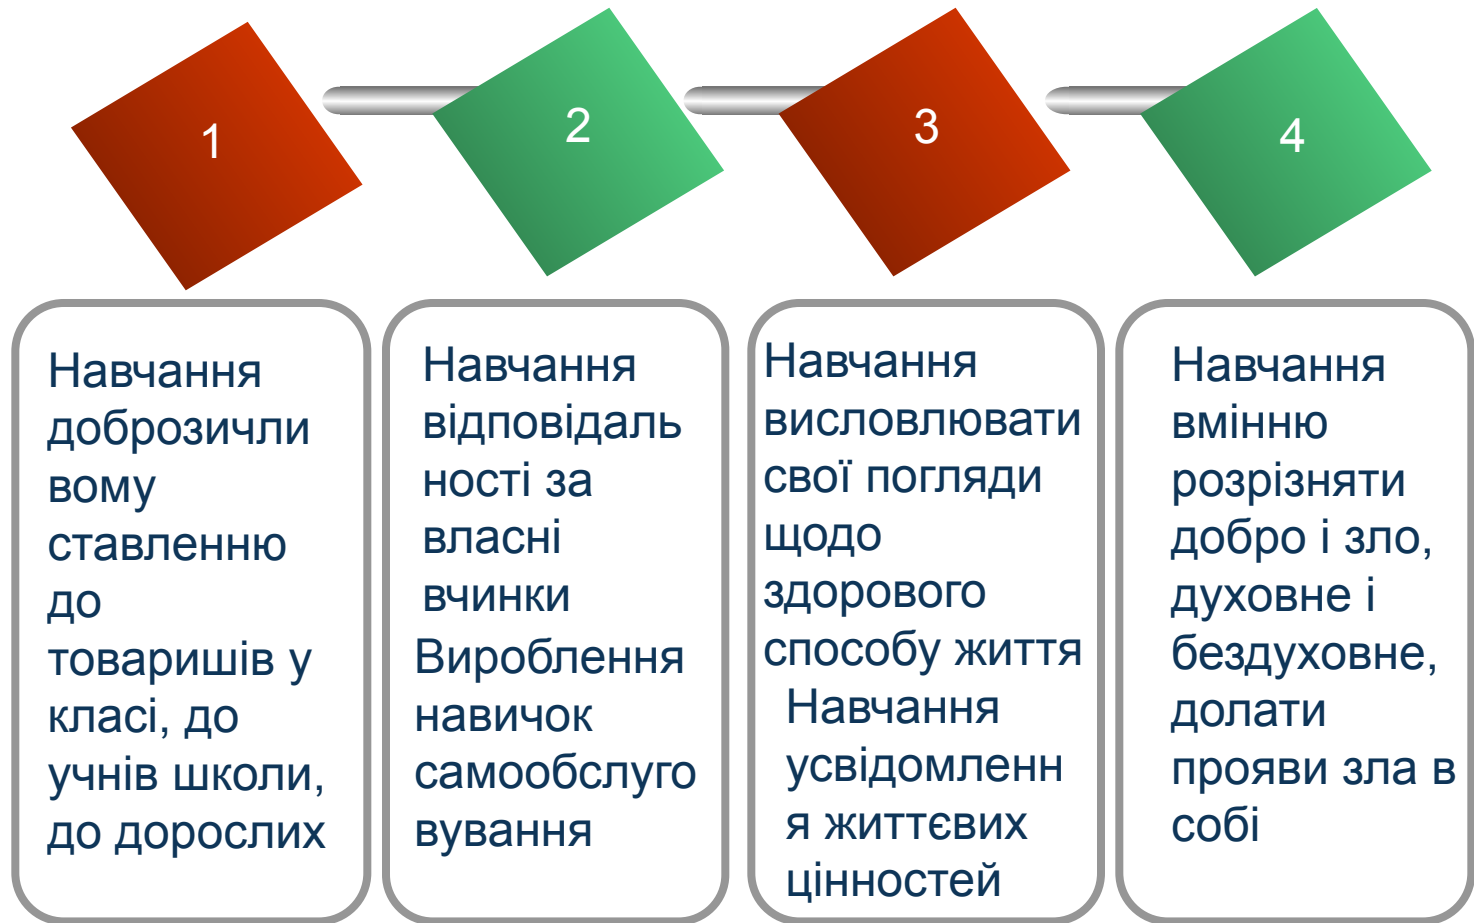 1
2
3
4
Навчання
доброзичли
вому
ставленню
до
товаришів у
класі, до
учнів школи,
до дорослих
Навчання
відповідаль
ності за
власні
вчинки
Вироблення
навичок
самообслуго
вування
Навчання
висловлювати
свої погляди
щодо
здорового
способу життя
Навчання
усвідомленн
я життєвих
цінностей
Навчання
вмінню
розрізняти
добро і зло,
духовне і
бездуховне,
долати
прояви зла в
собі